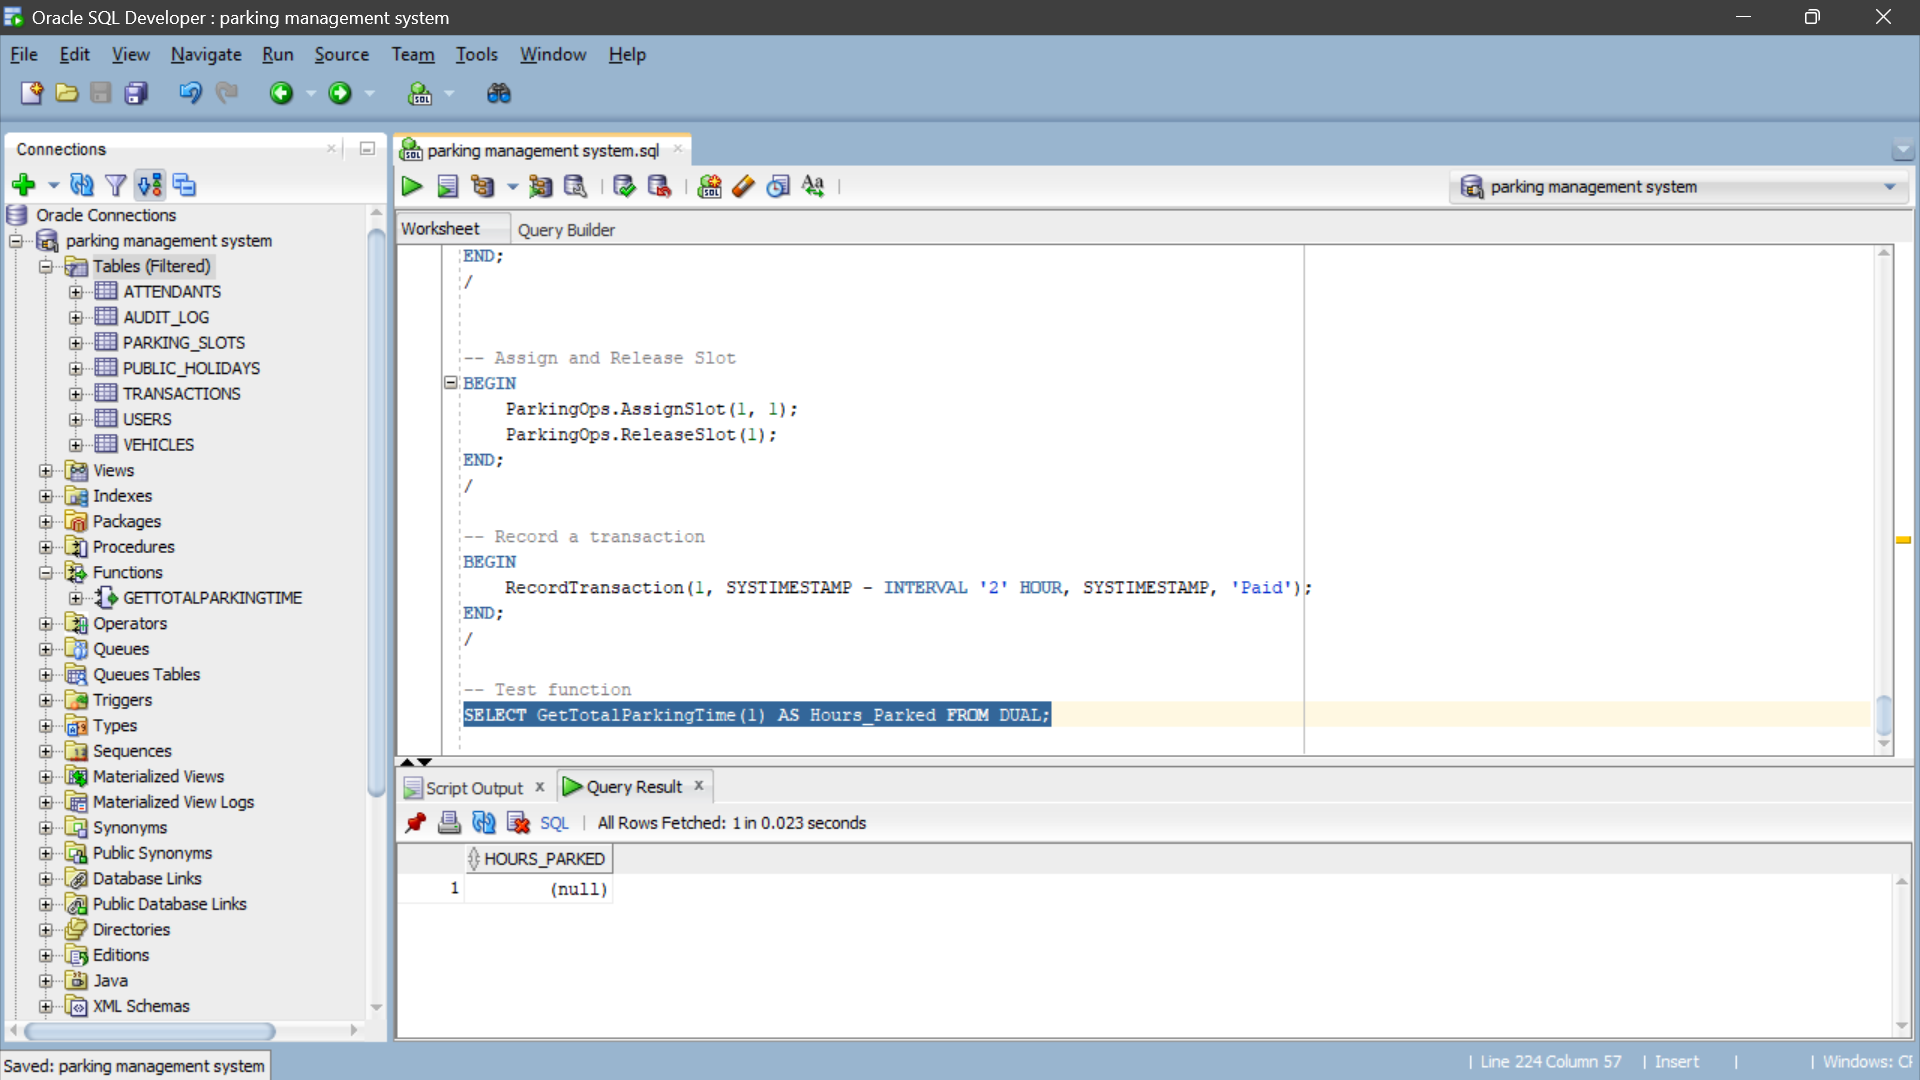 Oracle SQL Developer : parking management system
File Edit View Navigate Run Source Team Tools Window Help
Connections
Oracle Connections
parking management system
Tables (Filtered)
ATTENDANTS
AUDIT_LOG
PARKING_SLOTS
PUBLIC_HOLIDAYS
TRANSACTIONS
USERS
VEHICLES
Views
Indexes
Packages
Procedures
Functions
GETTOTALPARKINGTIME
Operators
Queues
Queues Tables
Triggers
Types
Sequences
Materialized Views
Materialized View Logs
Synonyms
Public Synonyms
Database Links
Public Database Links
Directories
Editions
Java
XML Schemas
parking management system.sql
parking management system
Worksheet Query Builder
END;
/
-- Assign and Release Slot
BEGIN
ParkingOps.AssignSlot(1, 1);
ParkingOps.ReleaseSlot(1);
END;
/
-- Record a transaction
BEGIN
RecordTransaction(1, SYSTIMESTAMP - INTERVAL '2' HOUR, SYSTIMESTAMP, 'Paid');
END;
/
-- Test function
SELECT GetTotalParkingTime(1) AS Hours_Parked FROM DUAL;
Script Output Query Result
SQL All Rows Fetched: 1 in 0.023 seconds
HOURS_PARKED
1 (null)
Saved: parking management system
Line 224 Column 57 Insert Windows: